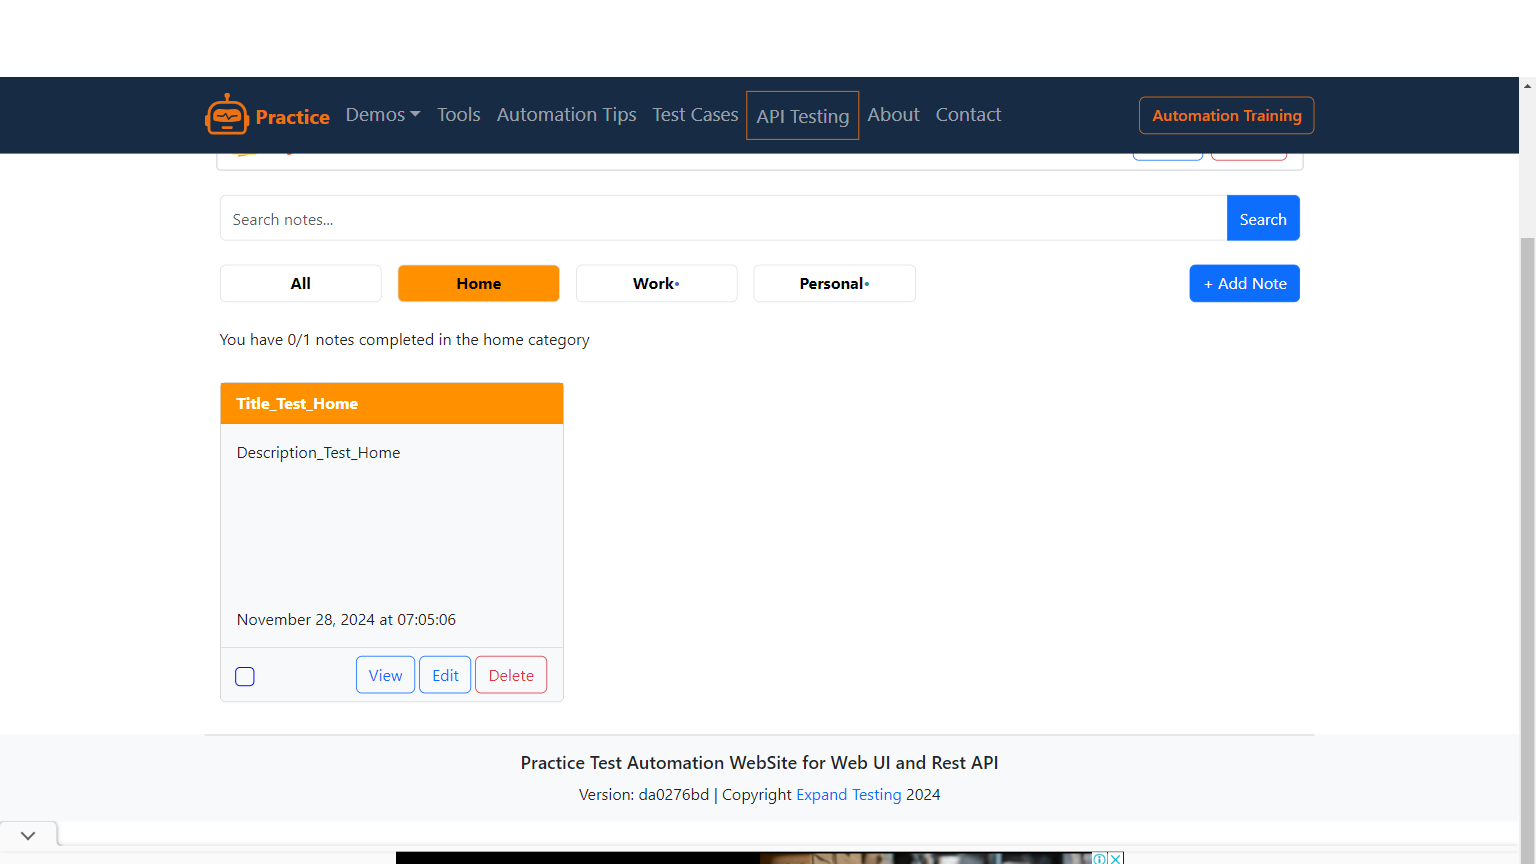 Practice Demos Tools Automation Tips Test Cases API Testing About Contact Automation Training
Search notes... Search
All Home Work• Personal• + Add Note
You have 0/1 notes completed in the home category
Title_Test_Home
Description_Test_Home
November 28, 2024 at 07:05:06
View Edit Delete
Practice Test Automation WebSite for Web UI and Rest API
Version: da0276bd | Copyright Expand Testing 2024